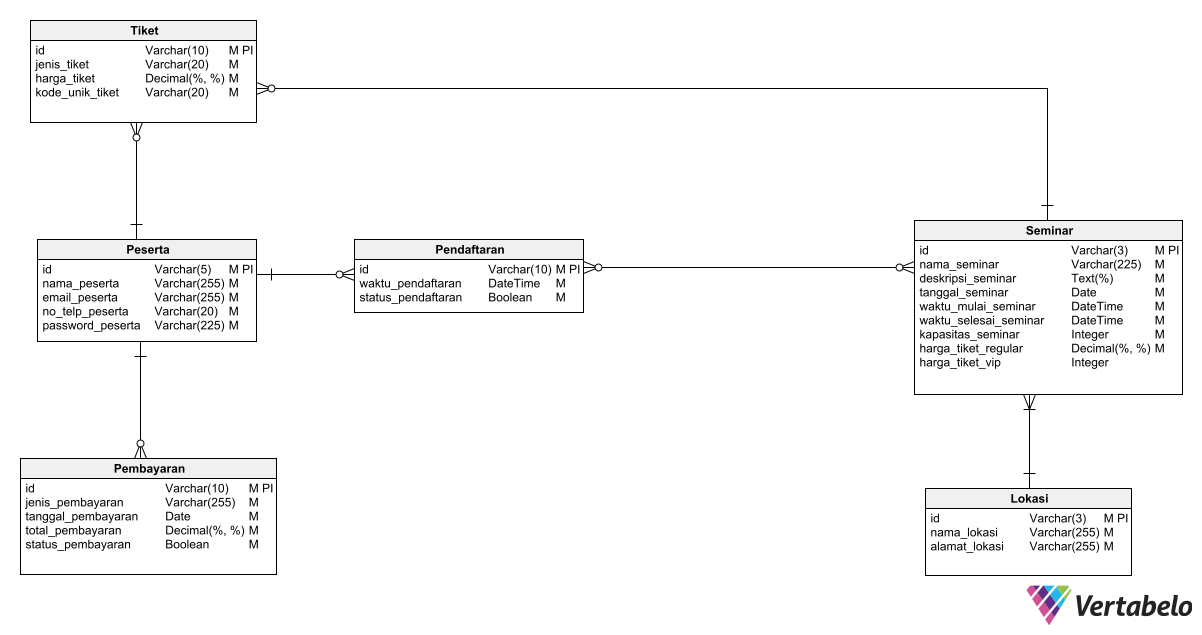 Tiket
id Varchar(10) M PI
jenis_tiket Varchar(20) M
harga_tiket Decimal(%, %) M
kode_unik_tiket Varchar(20) M
Peserta
id Varchar(5) M PI
nama_peserta Varchar(255) M
email_peserta Varchar(255) M
no_telp_peserta Varchar(20) M
password_peserta Varchar(225) M
Pendaftaran
id Varchar(10) M PI
waktu_pendaftaran DateTime M
status_pendaftaran Boolean M
Seminar
id Varchar(3) M PI
nama_seminar Varchar(225) M
deskripsi_seminar Text(%) M
tanggal_seminar Date M
waktu_mulai_seminar DateTime M
waktu_selesai_seminar DateTime M
kapasitas_seminar Integer M
harga_tiket_regular Decimal(%, %) M
harga_tiket_vip Integer
Pembayaran
id Varchar(10) M PI
jenis_pembayaran Varchar(255) M
tanggal_pembayaran Date M
total_pembayaran Decimal(%, %) M
status_pembayaran Boolean M
Lokasi
id Varchar(3) M PI
nama_lokasi Varchar(255) M
alamat_lokasi Varchar(255) M
Vertabelo